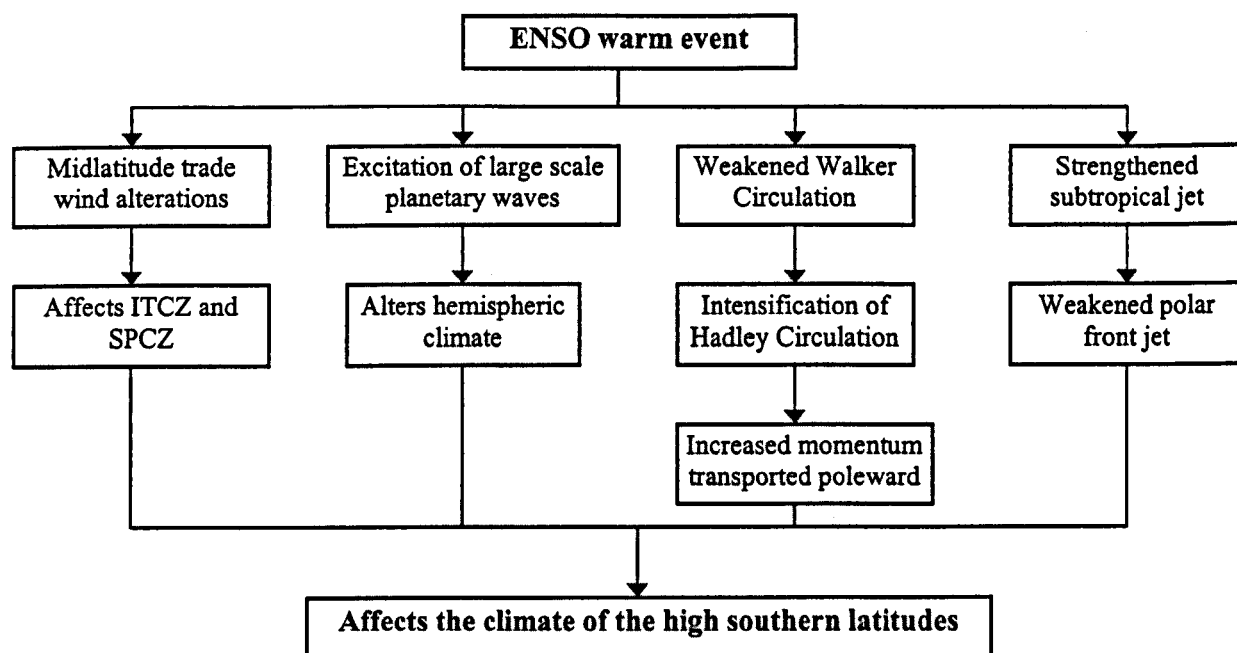 ENSO warm event
Midlatitude trade
wind alterations
Excitation of large scale
planetary waves
Weakened Walker
Circulation
Strengthened
subtropical jet
Affects ITCZ and
SPCZ
Alters hemispheric
climate
Intensification of
Hadley Circulation
Weakened polar
front jet
Increased momentum
transported poleward
Affects the climate of the high southern latitudes